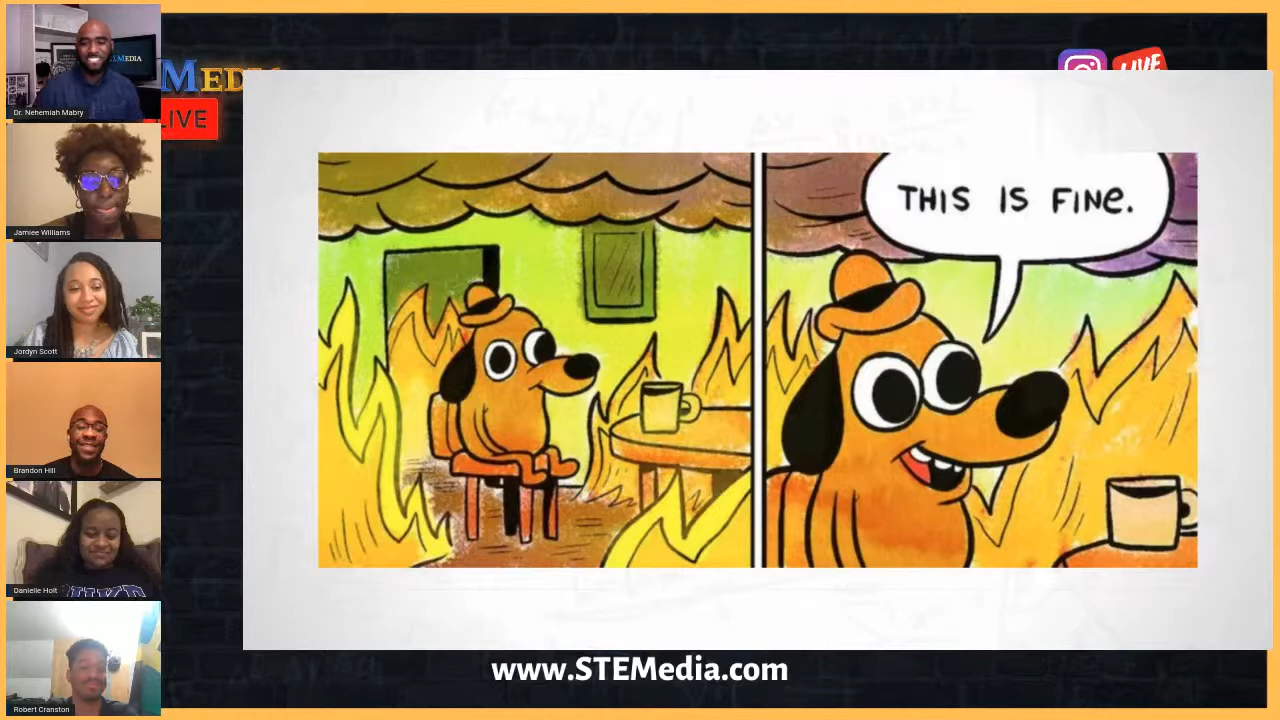 Dr. Nehemiah Mabry
Jamiee Williams
Jordyn Scott
Brandon Hill
Danielle Holt
Robert Cranston
LIVE
LIVE
THIS IS FINE.
www.STEMedia.com